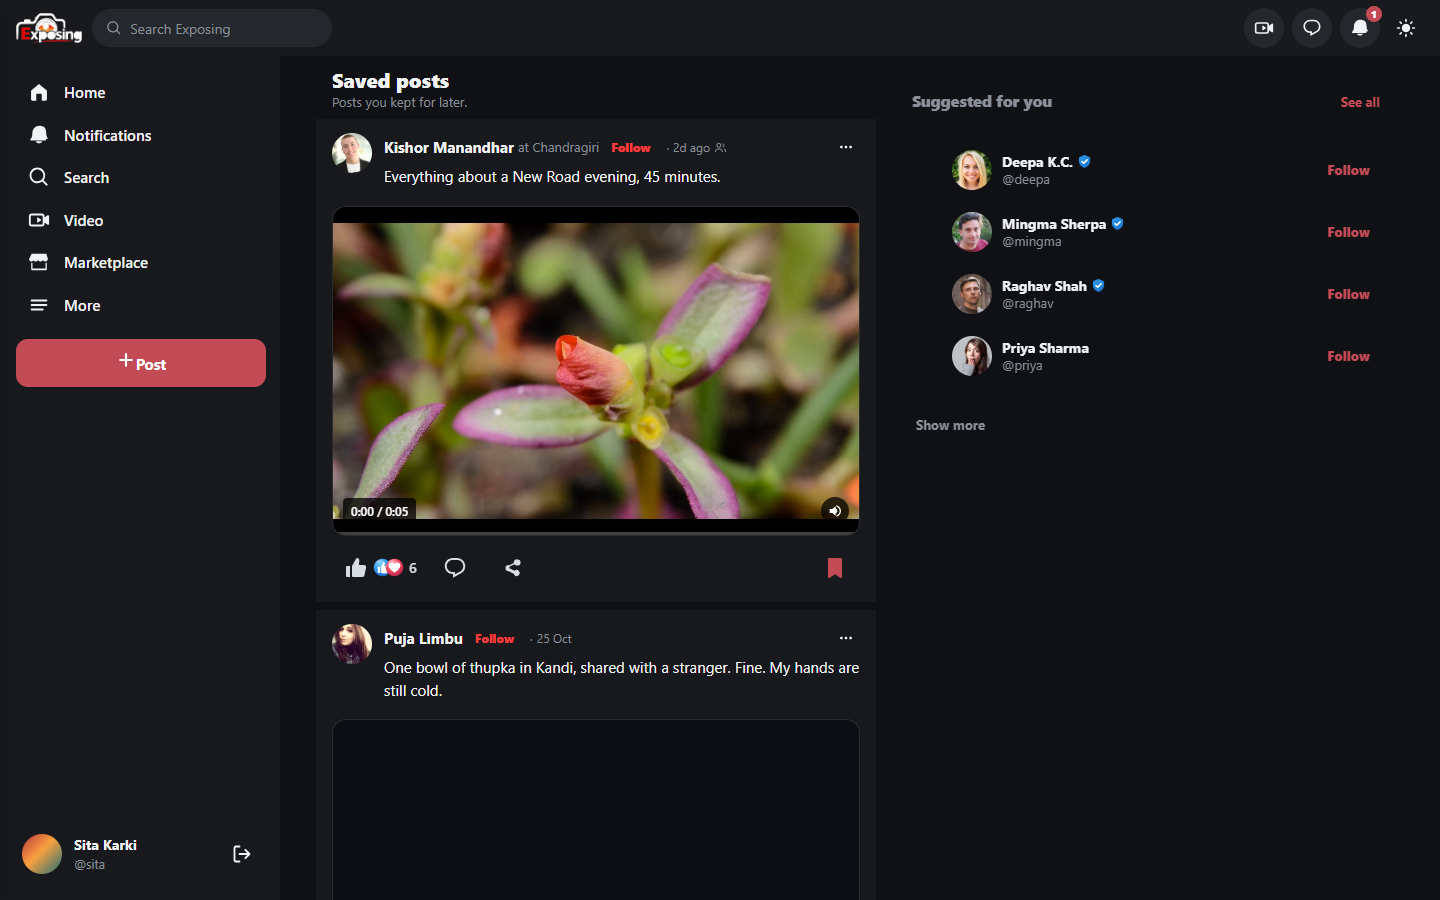 Exposing
Search Exposing
1
Home
Notifications
Search
Video
Marketplace
More
Post
Sita Karki
@sita
Saved posts
Posts you kept for later.
Kishor Manandhar at Chandragiri Follow · 2d ago
Everything about a New Road evening, 45 minutes.
0:00 / 0:05
6
Puja Limbu Follow · 25 Oct
One bowl of thupka in Kandi, shared with a stranger. Fine. My hands are
still cold.
Suggested for you See all
Deepa K.C.
@deepa
Follow
Mingma Sherpa
@mingma
Follow
Raghav Shah
@raghav
Follow
Priya Sharma
@priya
Follow
Show more